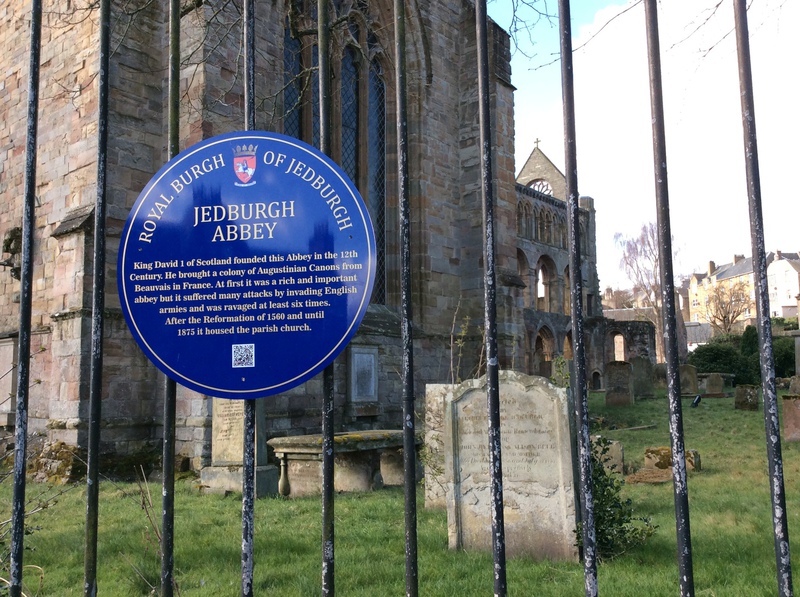 ROYAL BURGH OF JEDBURGH
JEDBURGH
ABBEY
King David 1 of Scotland founded this Abbey in the 12th
Century. He brought a colony of Augustinian Canons from
Beauvais in France. At first it was a rich and important
abbey but it suffered many attacks by invading English
armies and was ravaged at least six times.
After the Reformation of 1560 and until
1875 it housed the parish church.